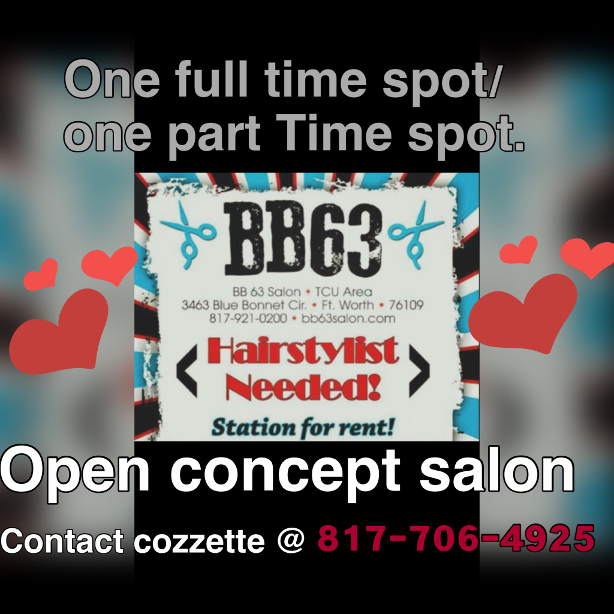 One full time spot/
one part Time spot.
BB63
BB 63 Salon • TCU Area
3463 Blue Bonnet Cir. • Ft. Worth • 76109
817-921-0200 • bb63salon.com
Hairstylist
Needed!
Station for rent!
Open concept salon
Contact cozzette @ 817-706-4925